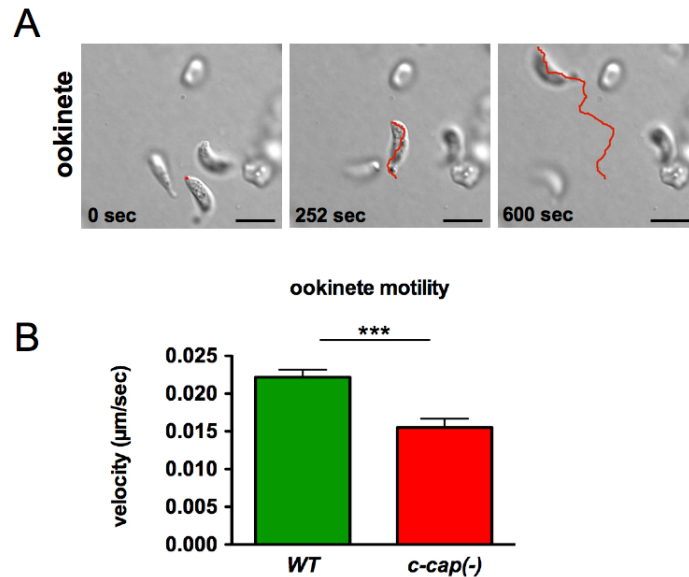 A
ookinete
0 sec
252 sec
600 sec
ookinete motility
B
***
velocity (µm/sec)
0.025
0.020
0.015
0.010
0.005
0.000
WT
c-cap(-)